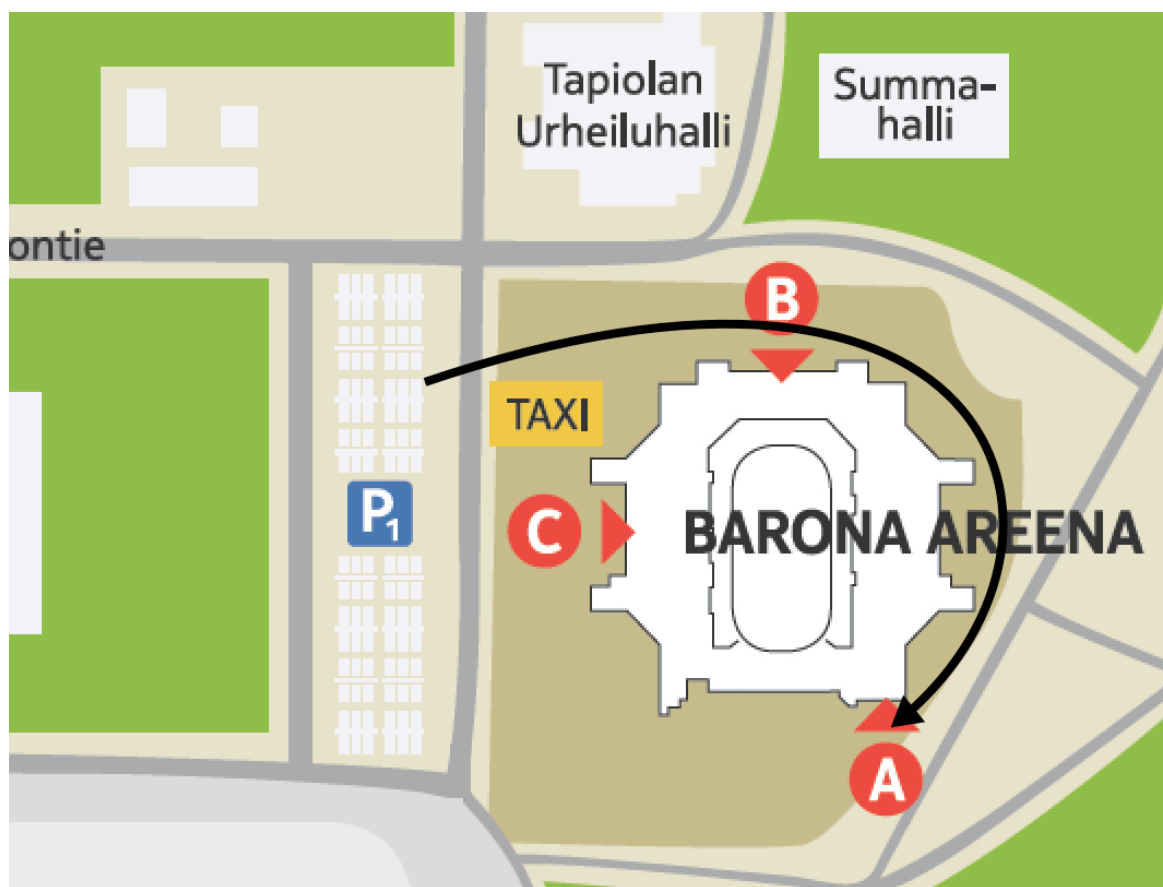 Tapiolan
Urheiluhalli
Summa-
halli
ontie
B
TAXI
P1
C
BARONA AREENA
A